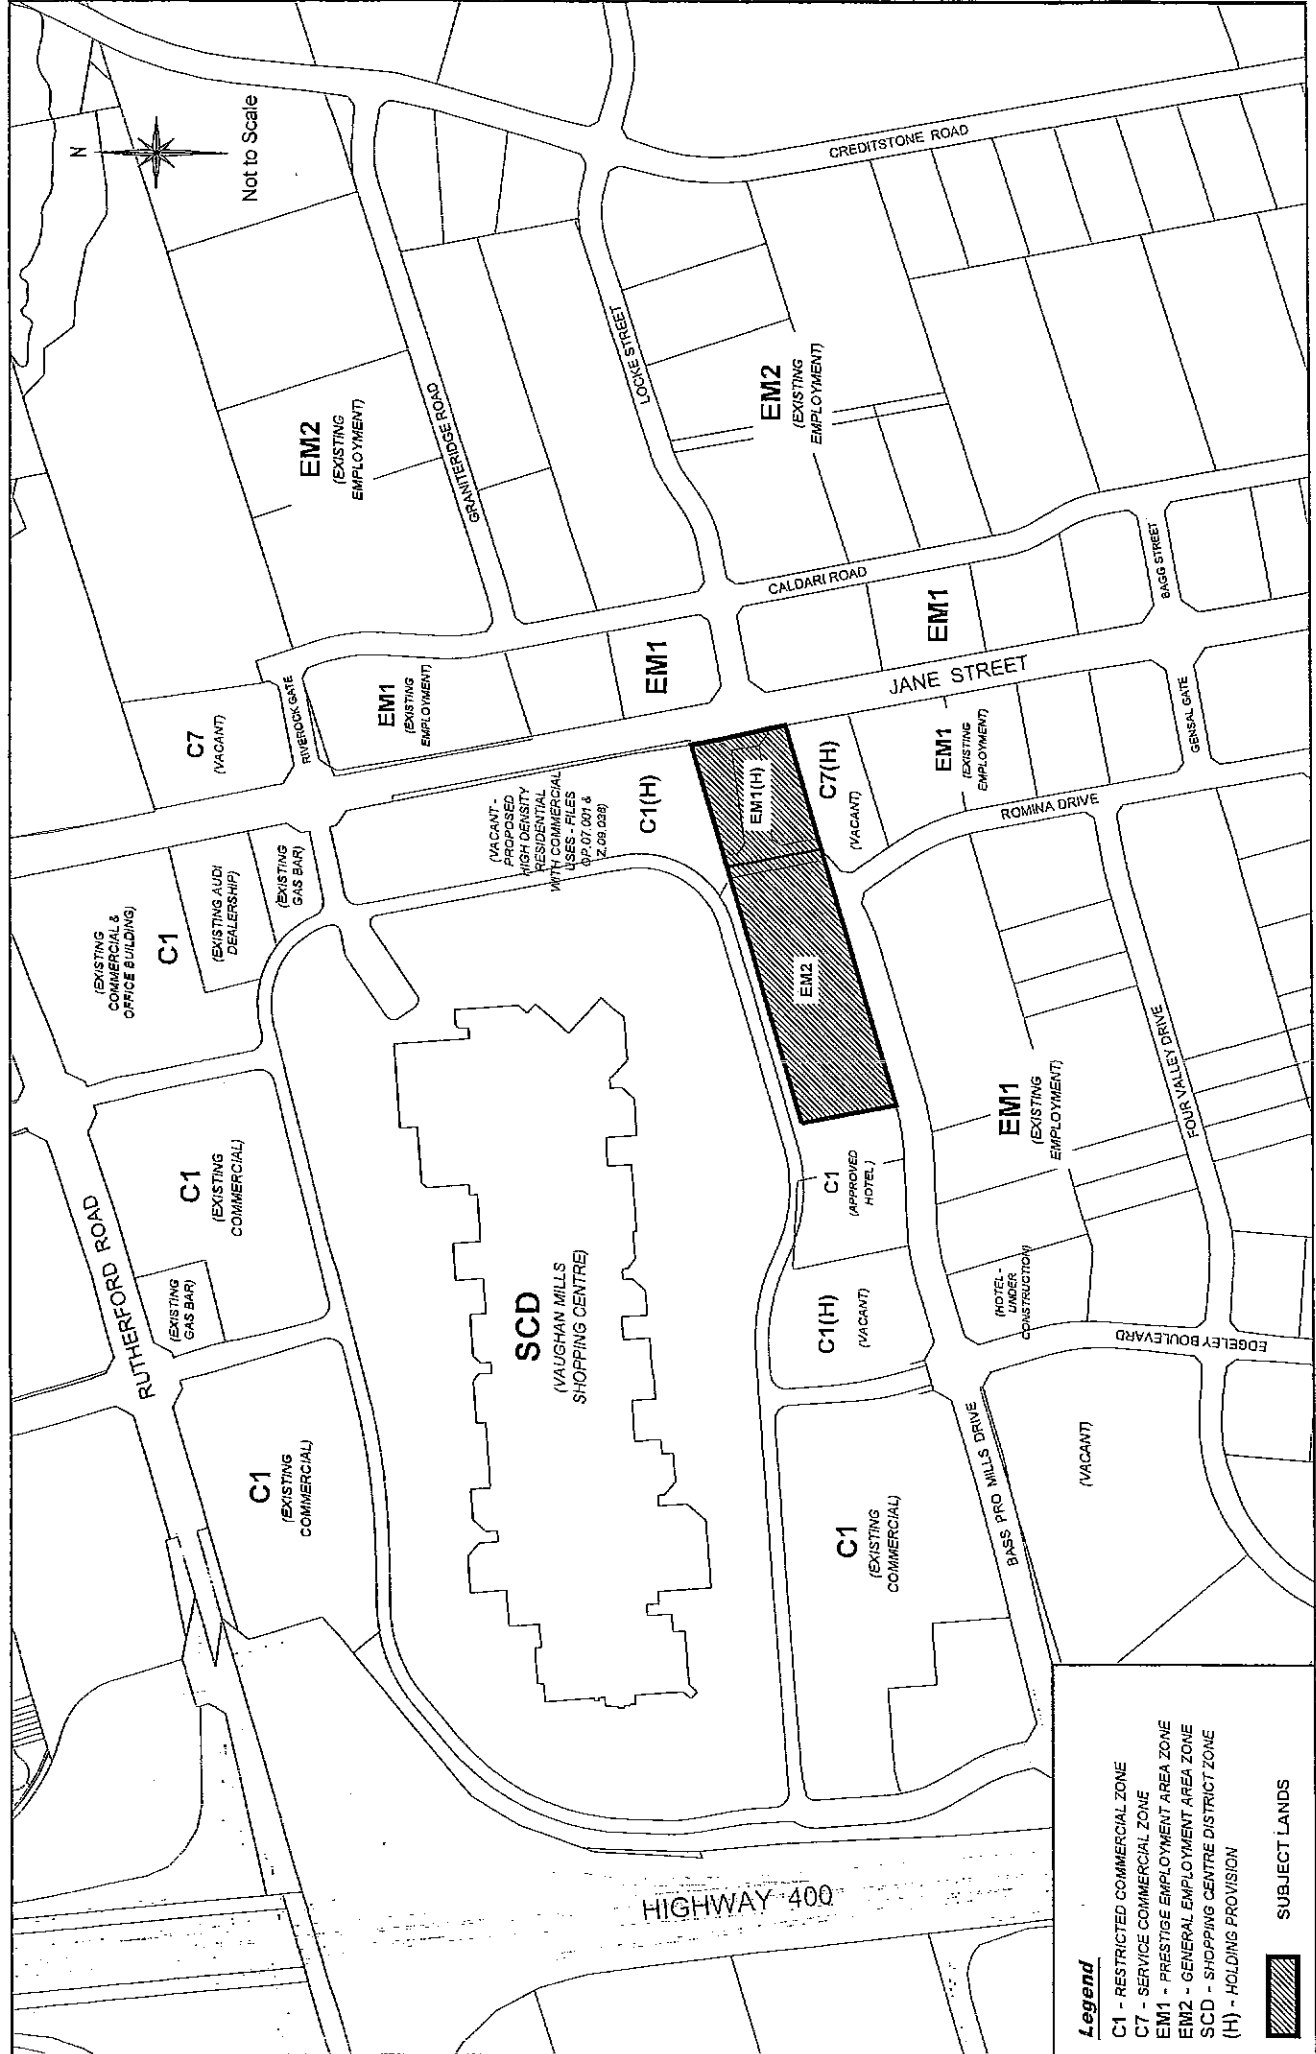 N
Not to Scale
RUTHERFORD ROAD
HIGHWAY 400
C1
(EXISTING
COMMERCIAL)
(EXISTING
GAS BAR)
C1
(EXISTING
COMMERCIAL)
(EXISTING
COMMERCIAL &
OFFICE BUILDING)
C1
(EXISTING AUDI
DEALERSHIP)
(EXISTING
GAS BAR)
C7
(VACANT)
RIVEROCK GATE
EM1
(EXISTING
EMPLOYMENT)
EM2
(EXISTING
EMPLOYMENT)
GRANITERIDGE ROAD
SCD
(VAUGHAN MILLS
SHOPPING CENTRE)
(VACANT -
PROPOSED
HIGH DENSITY
RESIDENTIAL
WITH COMMERCIAL
USES - FILES
OP.07.001 &
Z.09.038)
C1(H)
EM1
LOCKE STREET
EM2
(EXISTING
EMPLOYMENT)
CREDITSTONE ROAD
EM1(H)
EM2
C7(H)
(VACANT)
JANE STREET
CALDARI ROAD
EM1
EM1
(EXISTING
EMPLOYMENT)
ROMINA DRIVE
GENSAL GATE
BAGG STREET
C1
(EXISTING
COMMERCIAL)
C1(H)
(VACANT)
C1
(APPROVED
HOTEL)
BASS PRO MILLS DRIVE
(HOTEL -
UNDER
CONSTRUCTION)
EM1
(EXISTING
EMPLOYMENT)
FOUR VALLEY DRIVE
EDGELEY BOULEVARD
(VACANT)
Legend
C1 - RESTRICTED COMMERCIAL ZONE
C7 - SERVICE COMMERCIAL ZONE
EM1 - PRESTIGE EMPLOYMENT AREA ZONE
EM2 - GENERAL EMPLOYMENT AREA ZONE
SCD - SHOPPING CENTRE DISTRICT ZONE
(H) - HOLDING PROVISION
SUBJECT LANDS